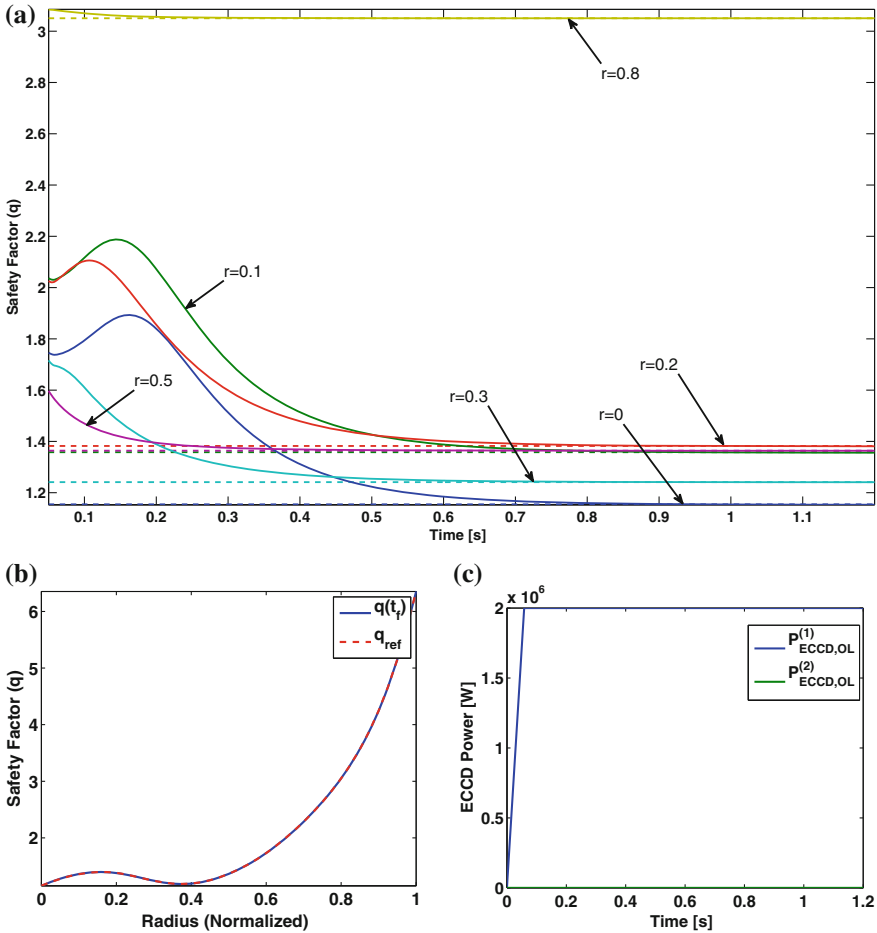 (a)
Safety Factor (q)
3
2.8
2.6
2.4
2.2
2
1.8
1.6
1.4
1.2
r=0.8
r=0.1
r=0.5
r=0.3
r=0
r=0.2
0.1 0.2 0.3 0.4 0.5 0.6 0.7 0.8 0.9 1 1.1
Time [s]
(b)
Safety Factor (q)
6
5
4
3
2
q(t_f)
q_ref
0 0.2 0.4 0.6 0.8 1
Radius (Normalized)
(c)
x 10^6
ECCD Power [W]
2
1.5
1
0.5
0
P^(1)_ECCD,OL
P^(2)_ECCD,OL
0 0.2 0.4 0.6 0.8 1 1.2
Time [s]